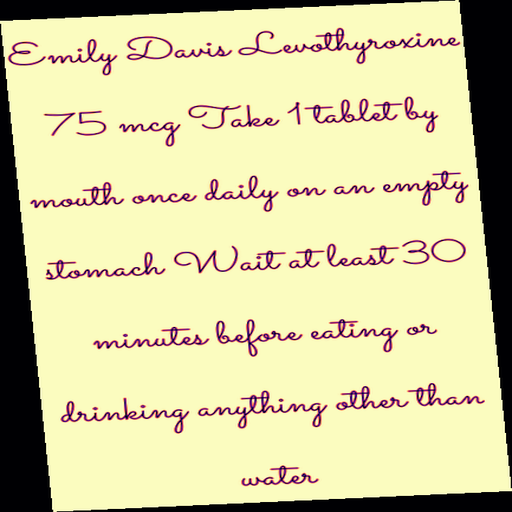 Emily Davis Levothyroxine
75 mcg Take 1 tablet by
mouth once daily on an empty
stomach Wait at least 30
minutes before eating or
drinking anything other than
water